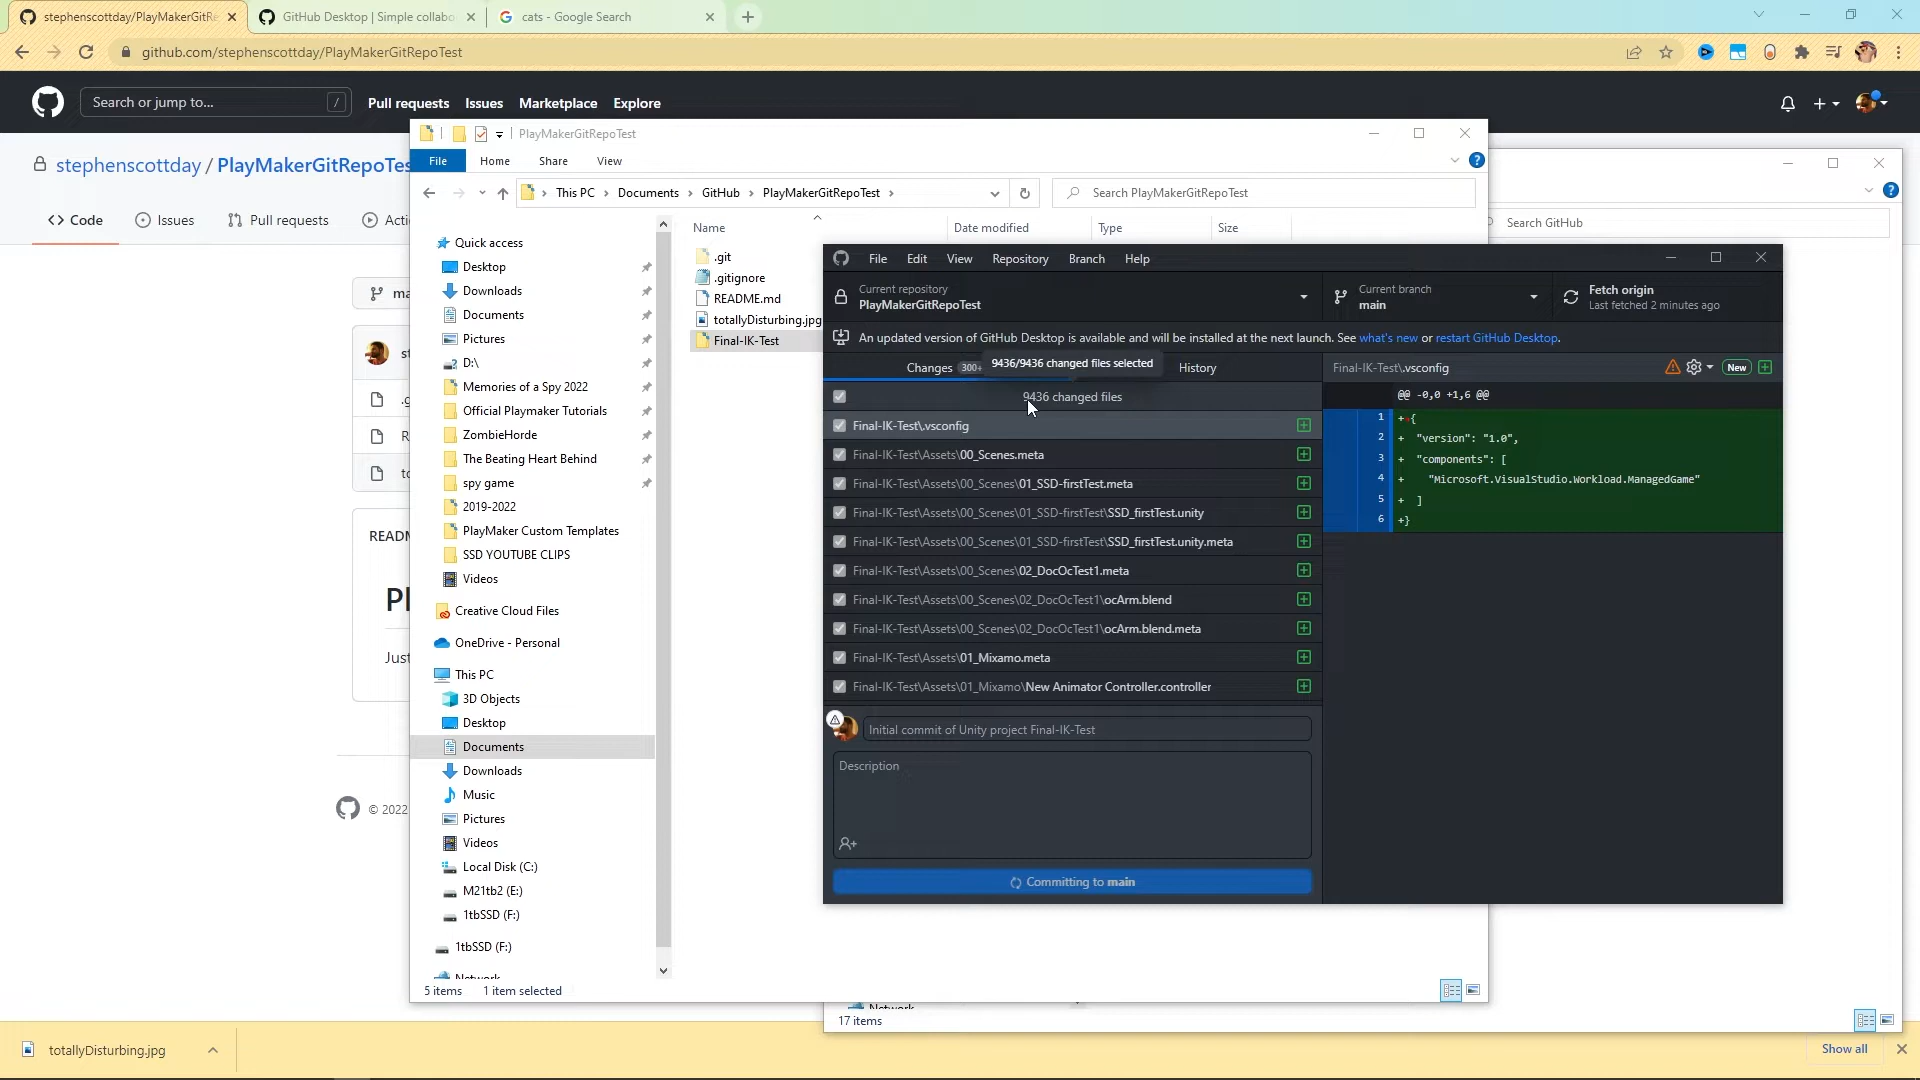 stephenscottday/PlayMakerGitRe
GitHub Desktop | Simple collabo
cats - Google Search
github.com/stephenscottday/PlayMakerGitRepoTest
Search or jump to...
/
Pull requests
Issues
Marketplace
Explore
stephenscottday / PlayMakerGitRepoTes
<> Code
Issues
Pull requests
Acti
ma
READM
Pl
Just
© 2022
PlayMakerGitRepoTest
File
Home
Share
View
This PC
Documents
GitHub
PlayMakerGitRepoTest
Search PlayMakerGitRepoTest
Name
Date modified
Type
Size
Quick access
Desktop
Downloads
Documents
Pictures
D:\
Memories of a Spy 2022
Official Playmaker Tutorials
ZombieHorde
The Beating Heart Behind
spy game
2019-2022
PlayMaker Custom Templates
SSD YOUTUBE CLIPS
Videos
Creative Cloud Files
OneDrive - Personal
This PC
3D Objects
Desktop
Documents
Downloads
Music
Pictures
Videos
Local Disk (C:)
M21tb2 (E:)
1tbSSD (F:)
1tbSSD (F:)
Network
5 items
1 item selected
.git
.gitignore
README.md
totallyDisturbing.jpg
Final-IK-Test
Search GitHub
File
Edit
View
Repository
Branch
Help
Current repository
PlayMakerGitRepoTest
Current branch
main
Fetch origin
Last fetched 2 minutes ago
An updated version of GitHub Desktop is available and will be installed at the next launch. See what's new or restart GitHub Desktop.
Changes
300+
9436/9436 changed files selected
History
9436 changed files
Final-IK-Test\.vsconfig
Final-IK-Test\Assets\00_Scenes.meta
Final-IK-Test\Assets\00_Scenes\01_SSD-firstTest.meta
Final-IK-Test\Assets\00_Scenes\01_SSD-firstTest\SSD_firstTest.unity
Final-IK-Test\Assets\00_Scenes\01_SSD-firstTest\SSD_firstTest.unity.meta
Final-IK-Test\Assets\00_Scenes\02_DocOcTest1.meta
Final-IK-Test\Assets\00_Scenes\02_DocOcTest1\ocArm.blend
Final-IK-Test\Assets\00_Scenes\02_DocOcTest1\ocArm.blend.meta
Final-IK-Test\Assets\01_Mixamo.meta
Final-IK-Test\Assets\01_Mixamo\New Animator Controller.controller
Initial commit of Unity project Final-IK-Test
Description
Committing to main
Final-IK-Test\.vsconfig
New
@@ -0,0 +1,6 @@
1 +{
2 + "version": "1.0",
3 + "components": [
4 + "Microsoft.VisualStudio.Workload.ManagedGame"
5 + ]
6 +}
Network
17 items
totallyDisturbing.jpg
Show all